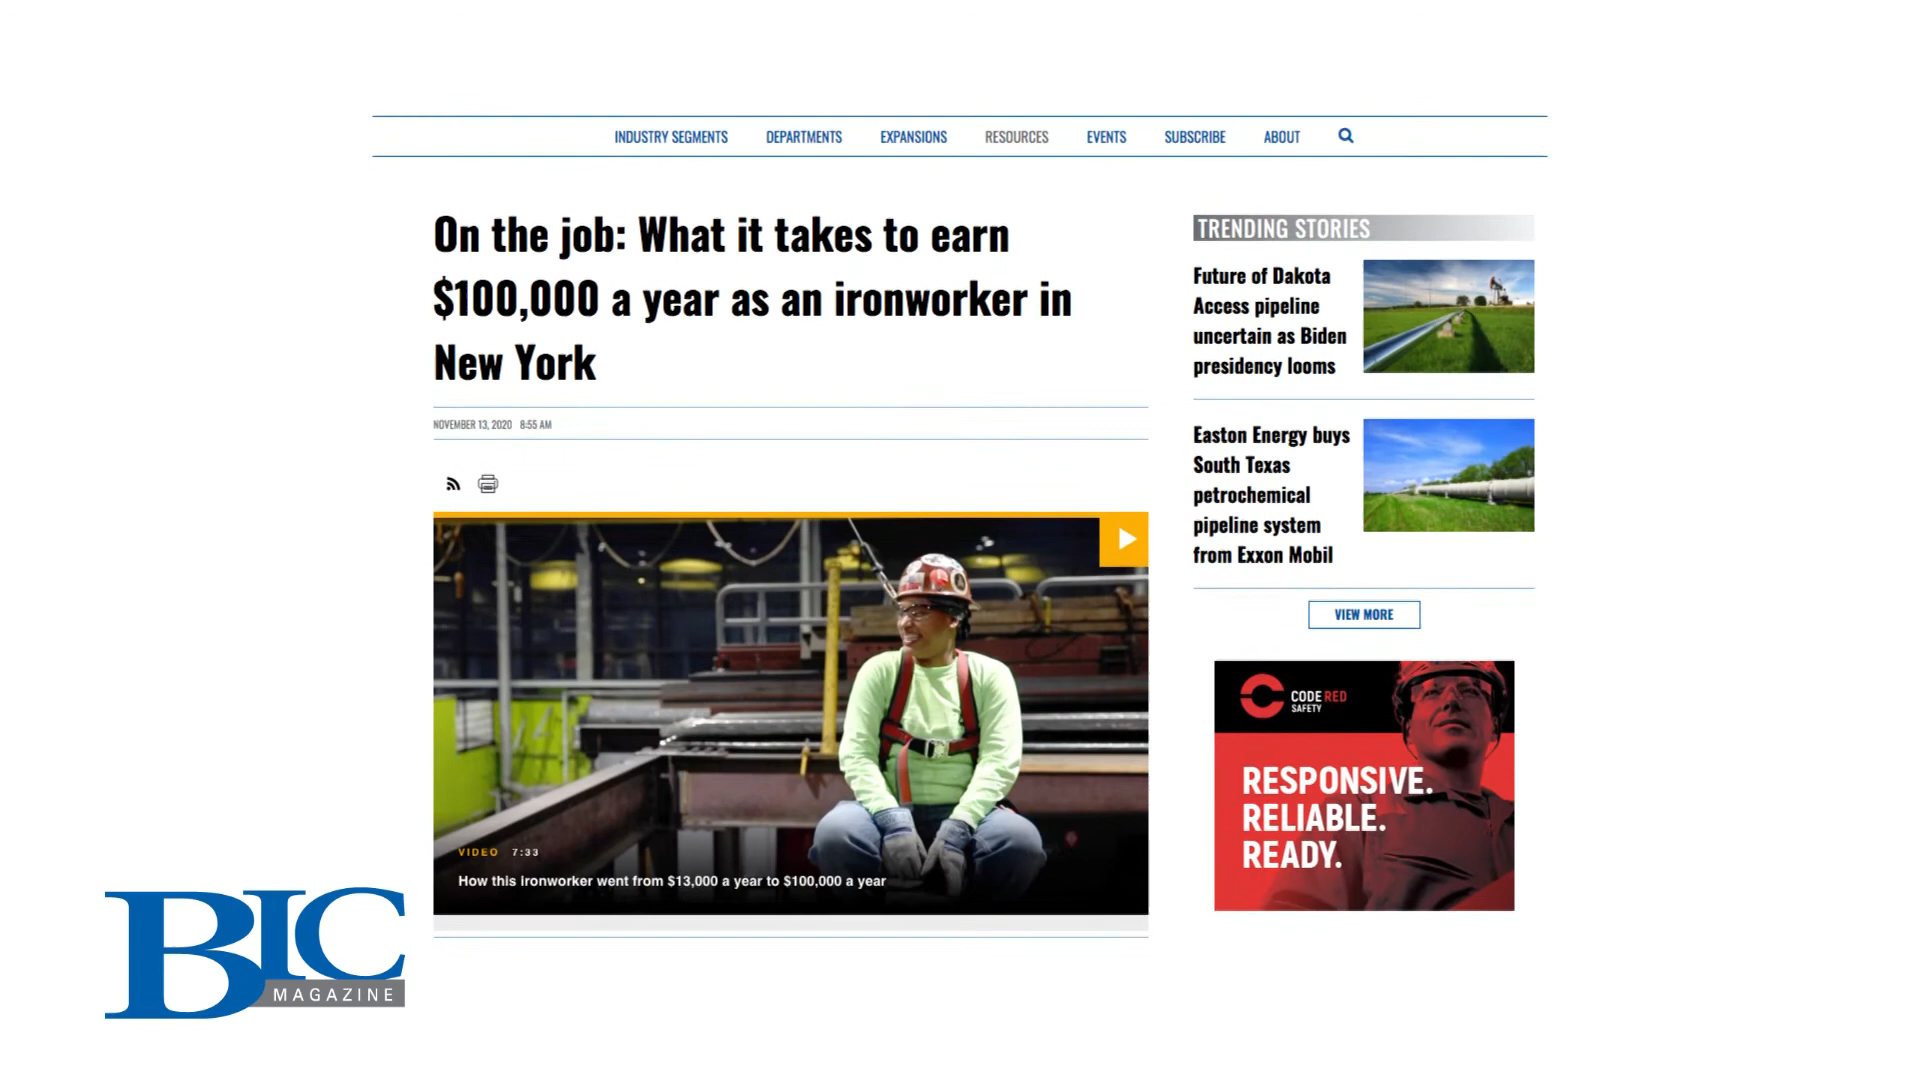 INDUSTRY SEGMENTS DEPARTMENTS EXPANSIONS RESOURCES EVENTS SUBSCRIBE ABOUT
On the job: What it takes to earn
$100,000 a year as an ironworker in
New York
NOVEMBER 13, 2020 8:55 AM
VIDEO 7:33
How this ironworker went from $13,000 a year to $100,000 a year
TRENDING STORIES
Future of Dakota
Access pipeline
uncertain as Biden
presidency looms
Easton Energy buys
South Texas
petrochemical
pipeline system
from Exxon Mobil
VIEW MORE
CODE RED
SAFETY
RESPONSIVE.
RELIABLE.
READY.
BIC
MAGAZINE